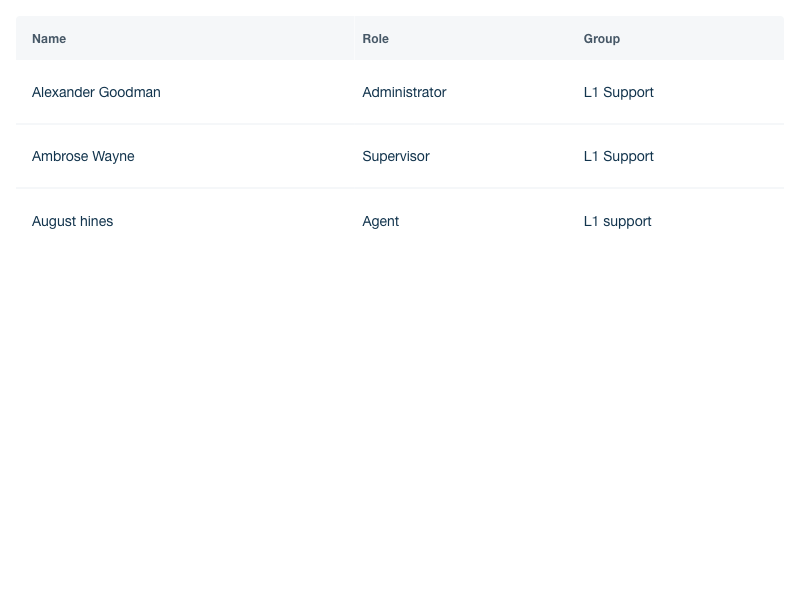 Name Role Group
Alexander Goodman Administrator L1 Support
Ambrose Wayne Supervisor L1 Support
August hines Agent L1 support